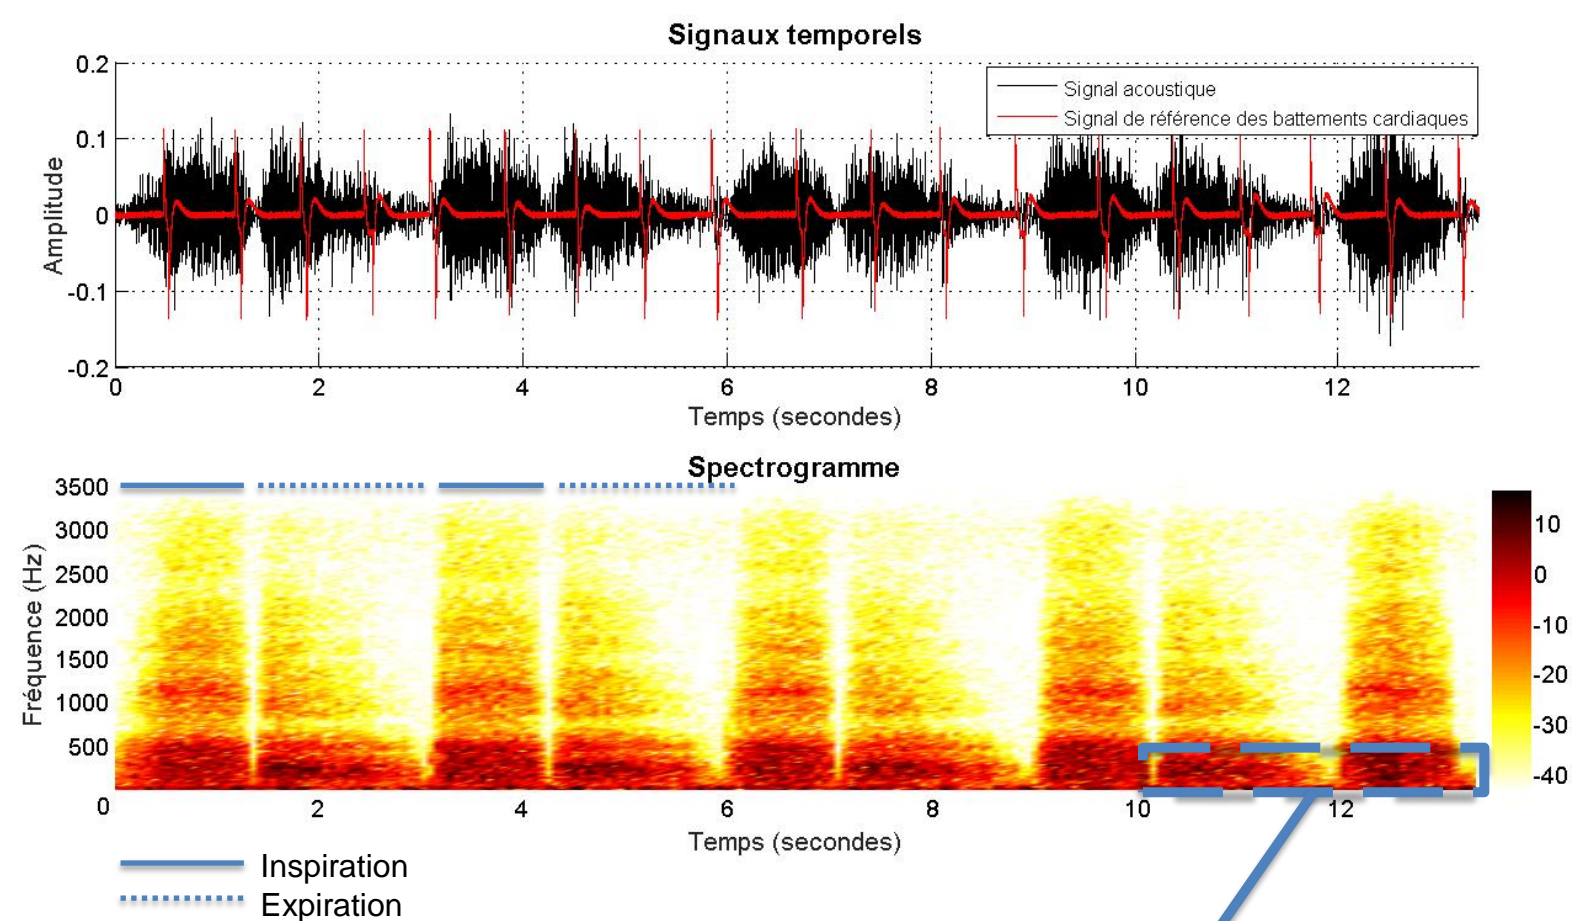 Signaux temporels
0.2
0.1
0
-0.1
-0.2
Amplitude
Signal acoustique
Signal de référence des battements cardiaques
0 2 4 6 8 10 12
Temps (secondes)
Spectrogramme
3500
3000
2500
2000
1500
1000
500
0
Fréquence (Hz)
10
0
-10
-20
-30
-40
2 4 6 8 10 12
Temps (secondes)
Inspiration
Expiration